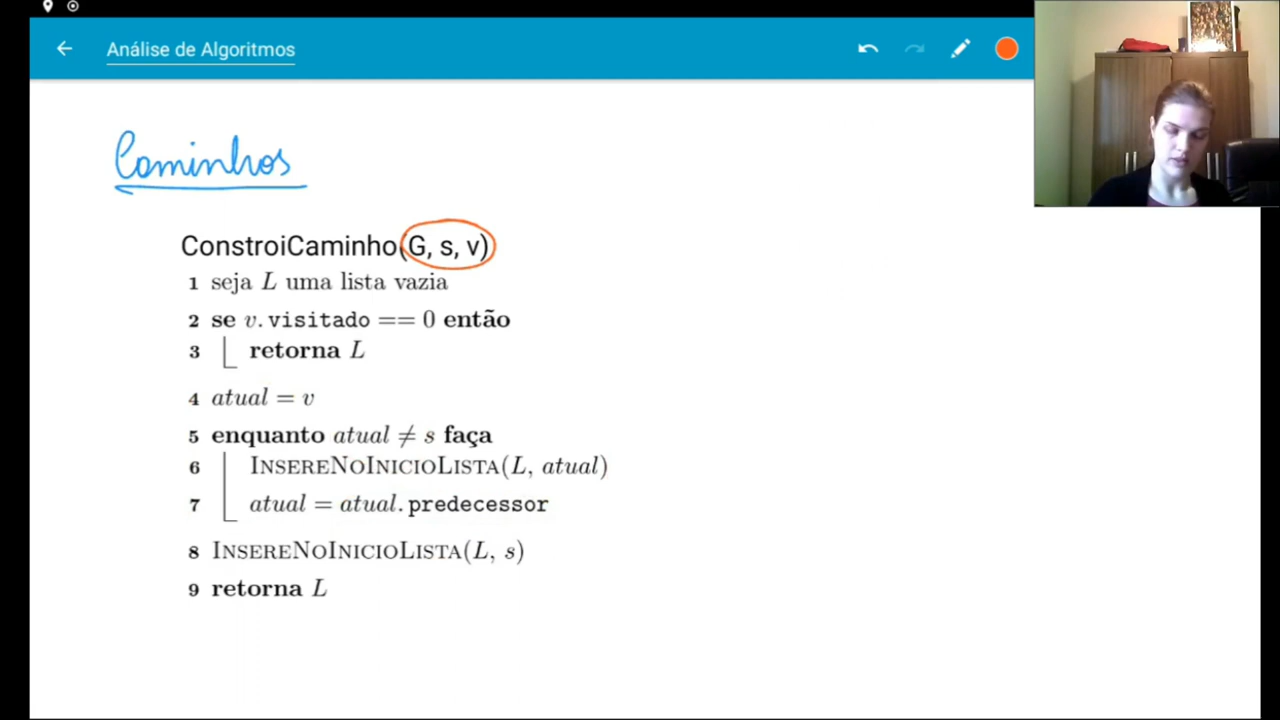 Análise de Algoritmos
Caminhos
ConstroiCaminho(G, s, v)
1 seja L uma lista vazia
2 se v.visitado == 0 então
3 retorna L
4 atual = v
5 enquanto atual ≠ s faça
6 INSERENOINICIOLISTA(L, atual)
7 atual = atual.predecessor
8 INSERENOINICIOLISTA(L, s)
9 retorna L